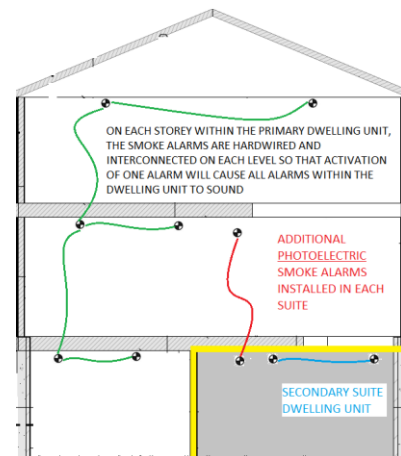 ON EACH STOREY WITHIN THE PRIMARY DWELLING UNIT,
THE SMOKE ALARMS ARE HARDWIRED AND
INTERCONNECTED ON EACH LEVEL SO THAT ACTIVATION
OF ONE ALARM WILL CAUSE ALL ALARMS WITHIN THE
DWELLING UNIT TO SOUND
ADDITIONAL
PHOTOELECTRIC
SMOKE ALARMS
INSTALLED IN EACH
SUITE
SECONDARY SUITE
DWELLING UNIT